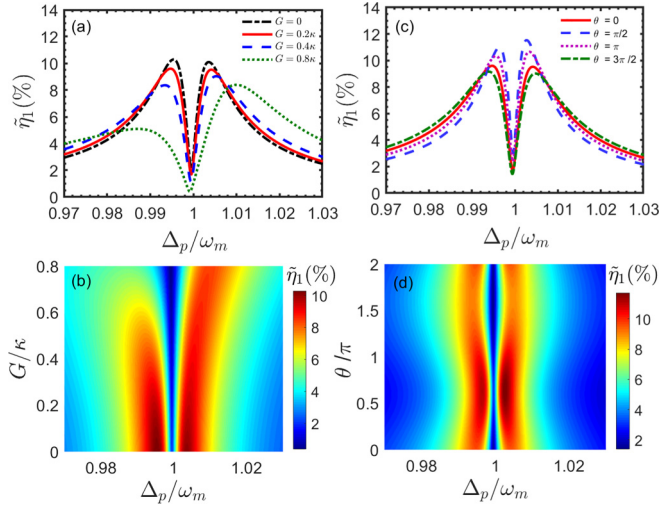 (a)
G = 0
G = 0.2κ
G = 0.4κ
G = 0.8κ
η̃₁(%)
14
12
10
8
6
4
2
0
0.97 0.98 0.99 1 1.01 1.02 1.03
Δₚ/ωₘ
(c)
θ = 0
θ = π/2
θ = π
θ = 3π/2
η̃₁(%)
14
12
10
8
6
4
2
0
0.97 0.98 0.99 1 1.01 1.02 1.03
Δₚ/ωₘ
(b)
η̃₁(%)
G/κ
0.8
0.6
0.4
0.2
0
0.98 1 1.02
Δₚ/ωₘ
10
8
6
4
2
(d)
η̃₁(%)
θ/π
2
1.5
1
0.5
0
0.98 1 1.02
Δₚ/ωₘ
10
8
6
4
2